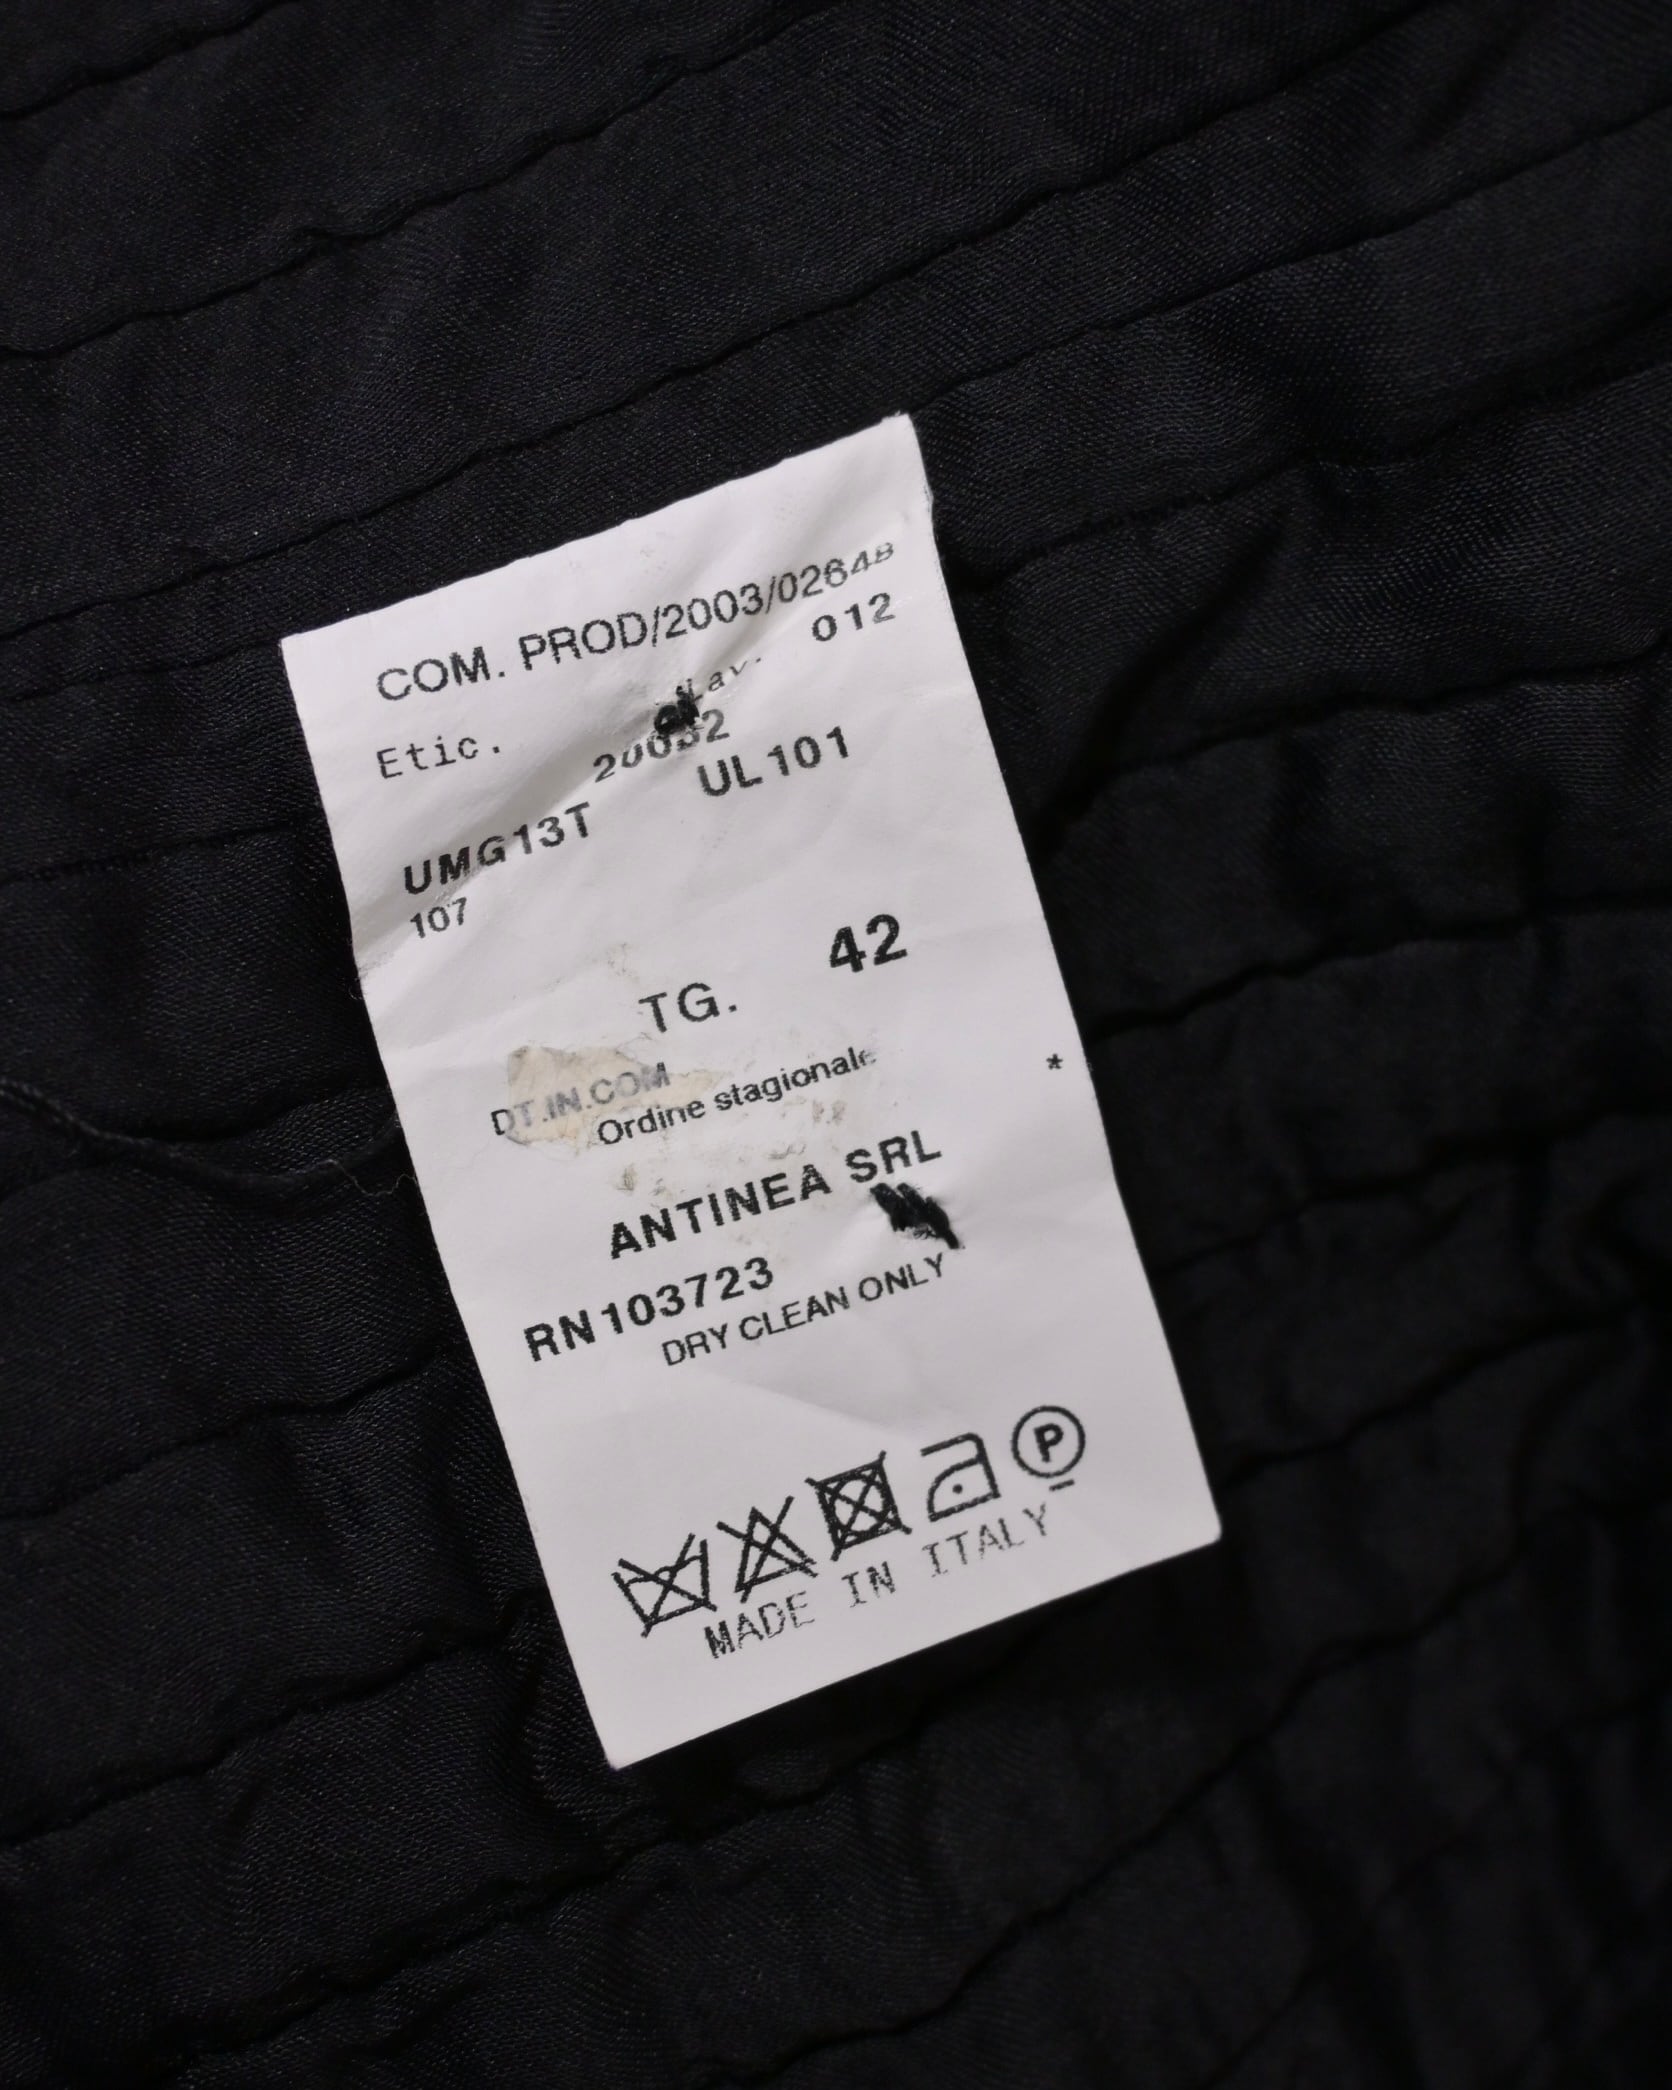 COM. PROD/2003/02648
Etic. Lav. 012
20032
UMG13T UL101
107
TG. 42
DT.IN.COM
Ordine stagionale *
ANTINEA SRL
RN103723
DRY CLEAN ONLY
P
MADE IN ITALY